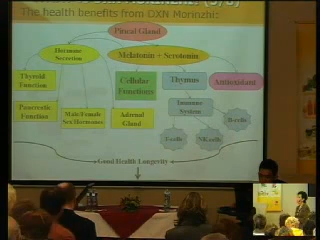 The health benefits from DXN Morinzhi:
Pitical Gland
Hormone
Secretion
Melatonin + Serotonin
Thyroid
Function
Cellular
Functions
Thymus
Antioxidant
Pancreatic
Function
Male/Female
Sex Hormones
Adrenal
Gland
Immune
System
B-cells
T-cells
NK cells
Good Health Longevity